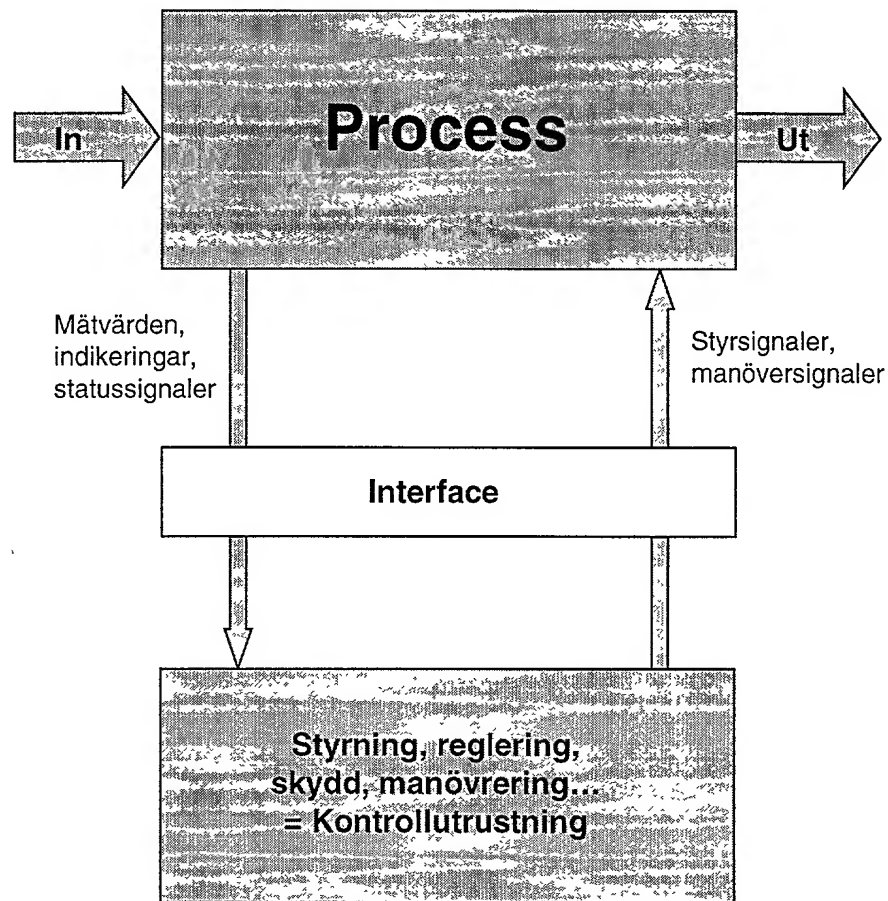 Process
In
Ut
Mätvärden,
indikeringar,
statussignaler
Styrsignaler,
manöversignaler
Interface
Styrning, reglering,
skydd, manövrering...
= Kontrollutrustning